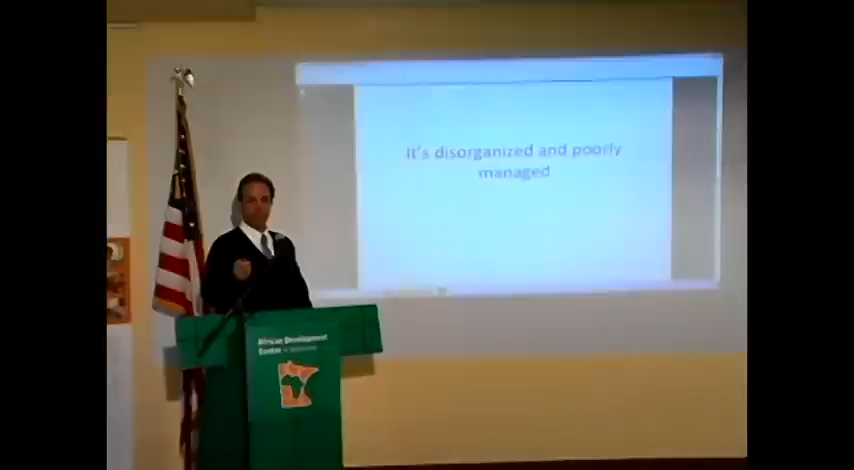 It's disorganized and poorly
managed
African Development
Center